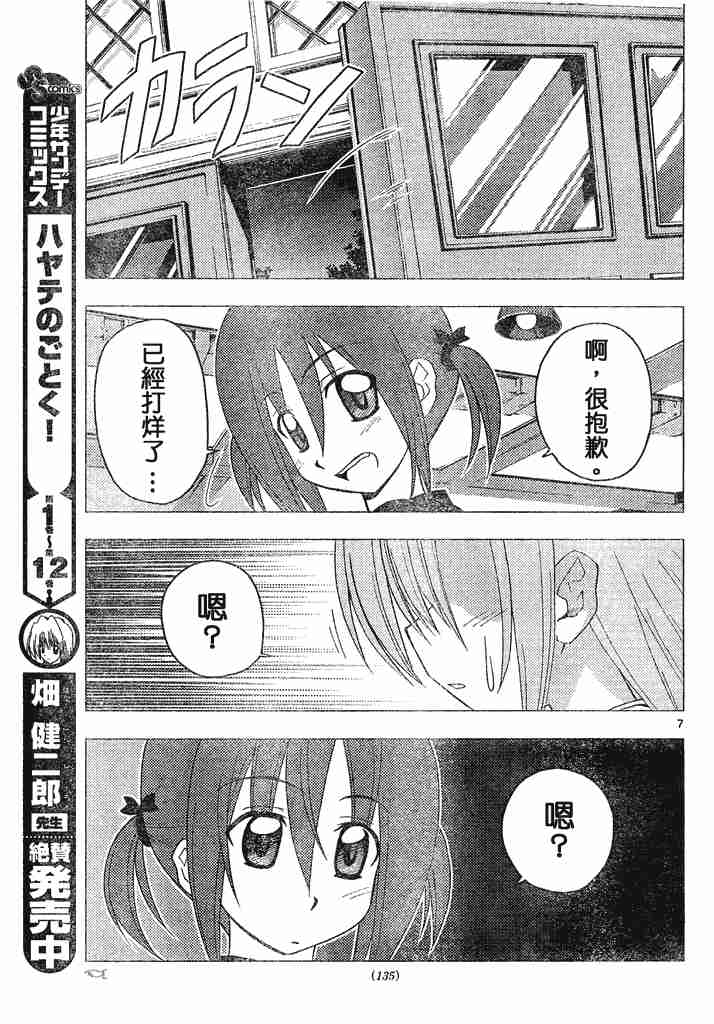 カラン
啊，很抱歉。
已經打烊了…
嗯？
7
嗯？
(135)
comics
少年サンデーコミックス
ハヤテのごとく！
第1巻〜第12巻！
畑 健二郎
先生
絶賛
発売中